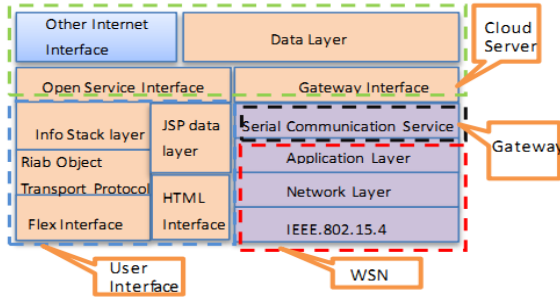 Other Internet
Interface
Data Layer
Cloud
Server
Open Service Interface
Gateway Interface
Info Stack layer
JSP data
layer
Serial Communication Service
Gateway
Riab Object
Transport Protocol
Application Layer
Network Layer
HTML
Interface
Flex Interface
IEEE.802.15.4
User
Interface
WSN